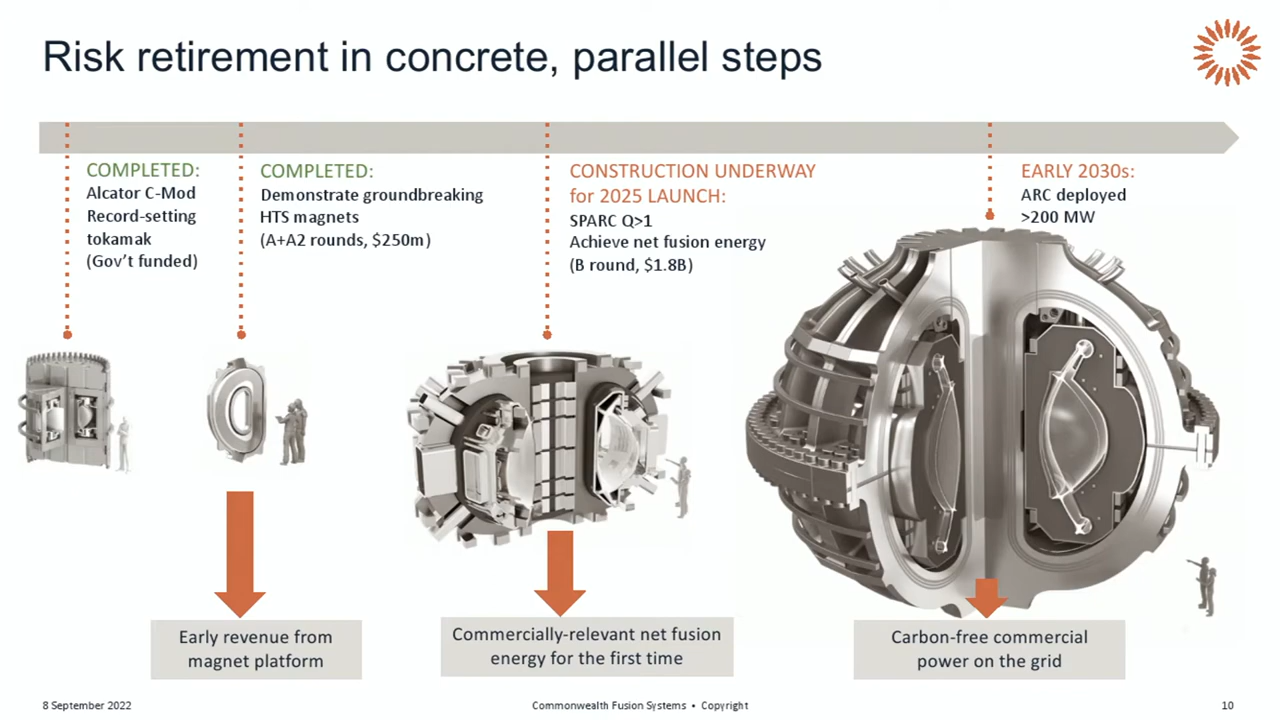 Risk retirement in concrete, parallel steps
COMPLETED:
Alcator C-Mod
Record-setting
tokamak
(Gov't funded)
COMPLETED:
Demonstrate groundbreaking
HTS magnets
(A+A2 rounds, $250m)
CONSTRUCTION UNDERWAY
for 2025 LAUNCH:
SPARC Q>1
Achieve net fusion energy
(B round, $1.8B)
EARLY 2030s:
ARC deployed
>200 MW
Early revenue from
magnet platform
Commercially-relevant net fusion
energy for the first time
Carbon-free commercial
power on the grid
8 September 2022
Commonwealth Fusion Systems • Copyright
10